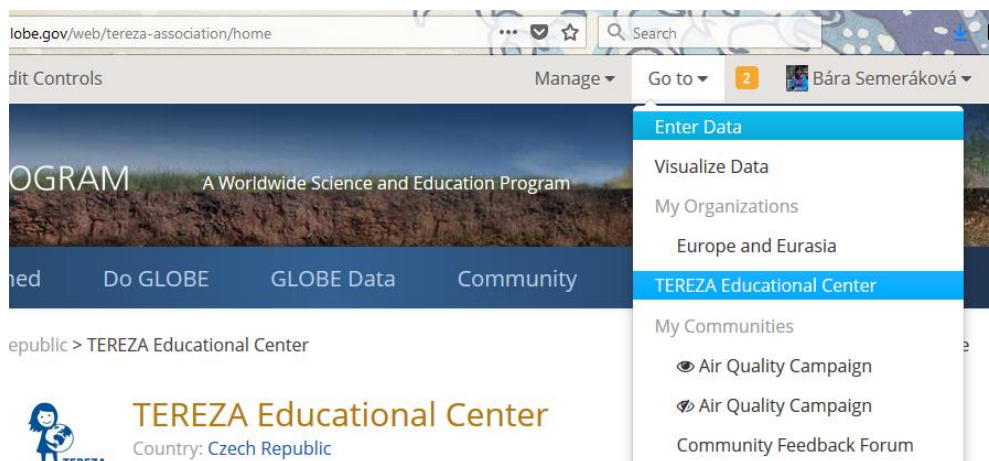 lobe.gov/web/tereza-association/home
Search
dit Controls
Manage
Go to
2
Bára Semeráková
OGRAM
A Worldwide Science and Education Program
Do GLOBE
GLOBE Data
Community
Enter Data
Visualize Data
My Organizations
Europe and Eurasia
TEREZA Educational Center
My Communities
Air Quality Campaign
Air Quality Campaign
Community Feedback Forum
epublic > TEREZA Educational Center
TEREZA Educational Center
Country: Czech Republic
TEREZA